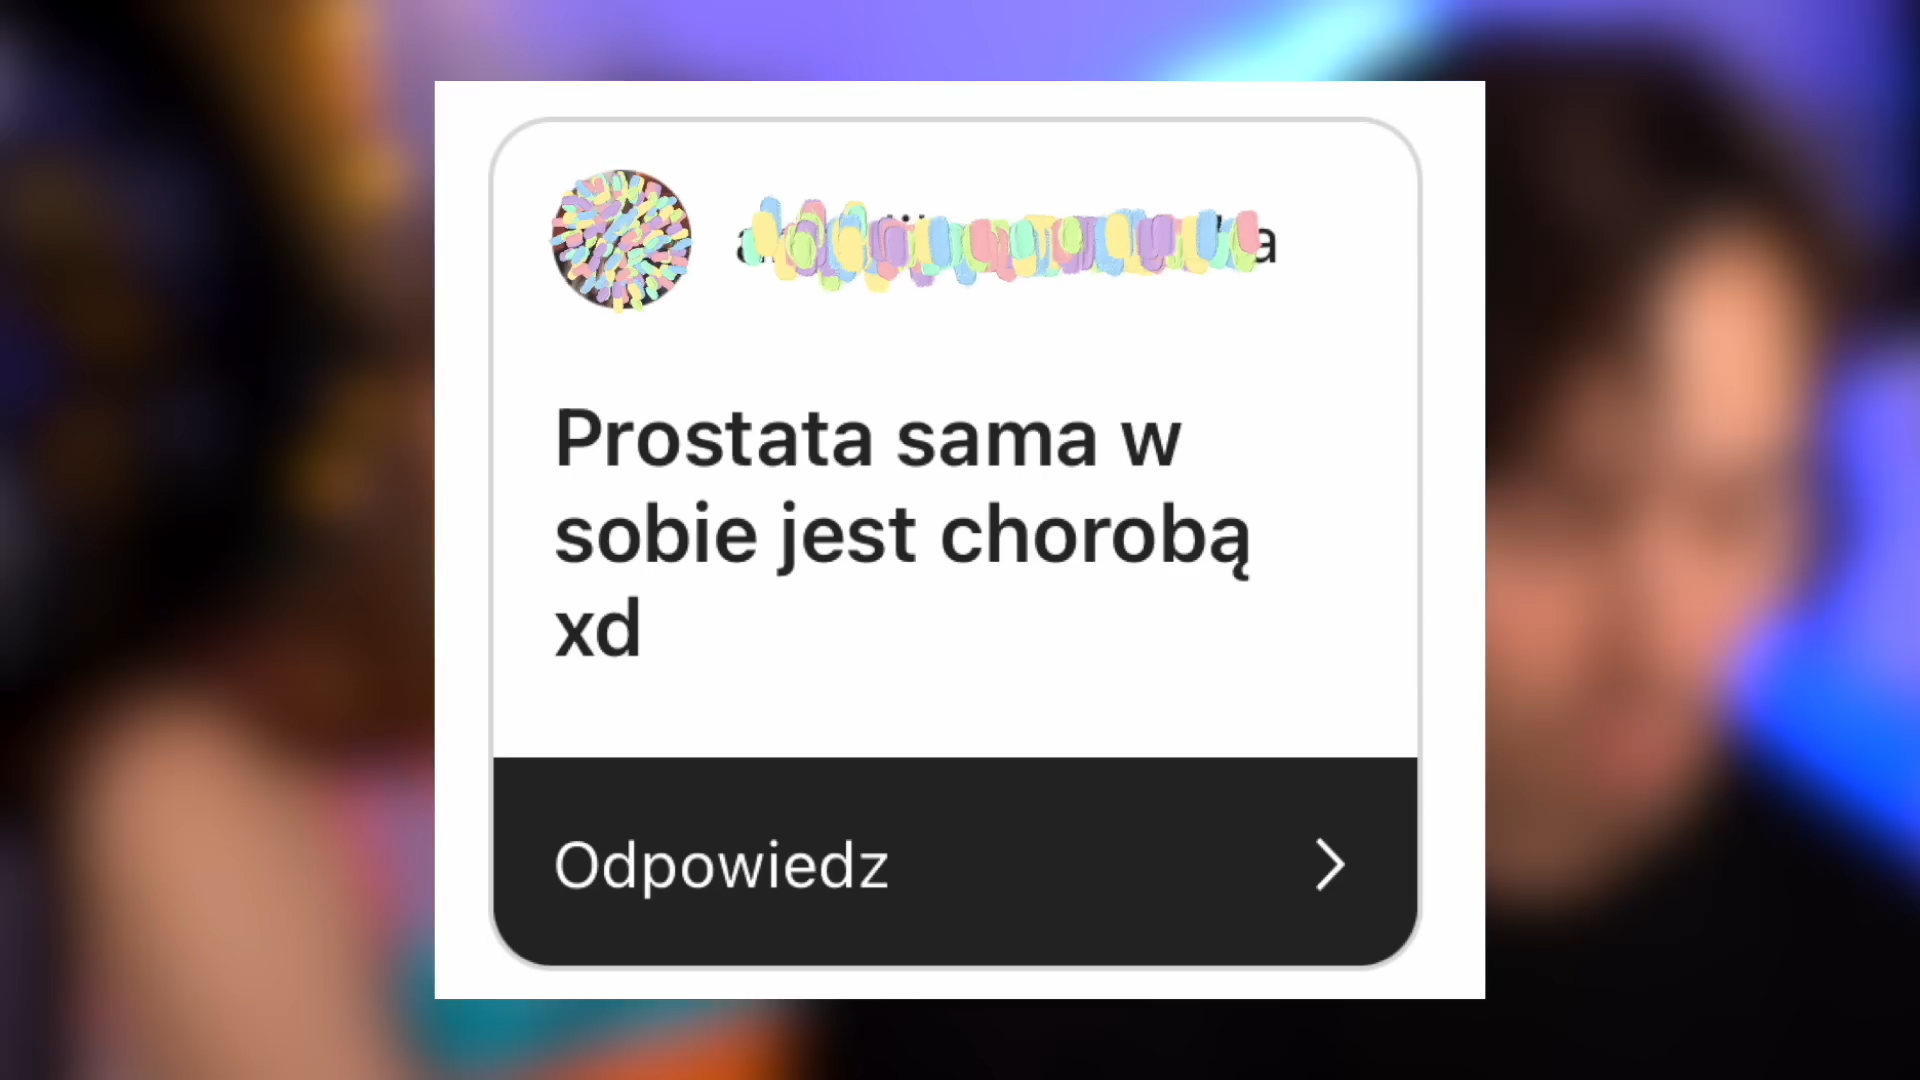 Prostata sama w
sobie jest chorobą
xd
Odpowiedz